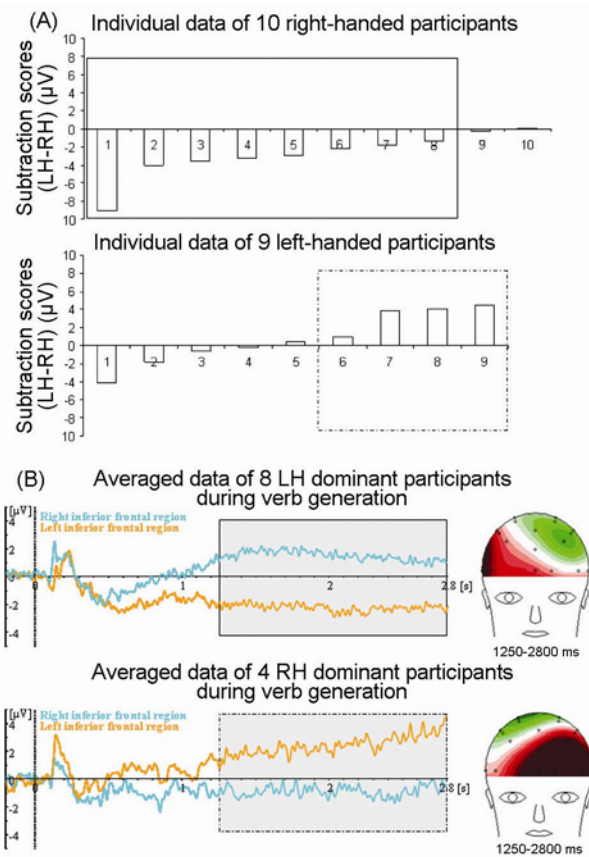 (A) Individual data of 10 right-handed participants
Subtraction scores
(LH-RH) (µV)
10
8
6
4
2
0
-2
-4
-6
-8
10
1 2 3 4 5 6 7 8 9 10
Individual data of 9 left-handed participants
Subtraction scores
(LH-RH) (µV)
10
8
6
4
2
0
-2
-4
-6
-8
10
1 2 3 4 5 6 7 8 9
(B) Averaged data of 8 LH dominant participants
during verb generation
[µV]
Right inferior frontal region
Left inferior frontal region
4
2
0 1 2 2.8 [s]
-2
-4
1250-2800 ms
Averaged data of 4 RH dominant participants
during verb generation
[µV]
Right inferior frontal region
Left inferior frontal region
4
2
0 1 2 2.8 [s]
-2
-4
1250-2800 ms